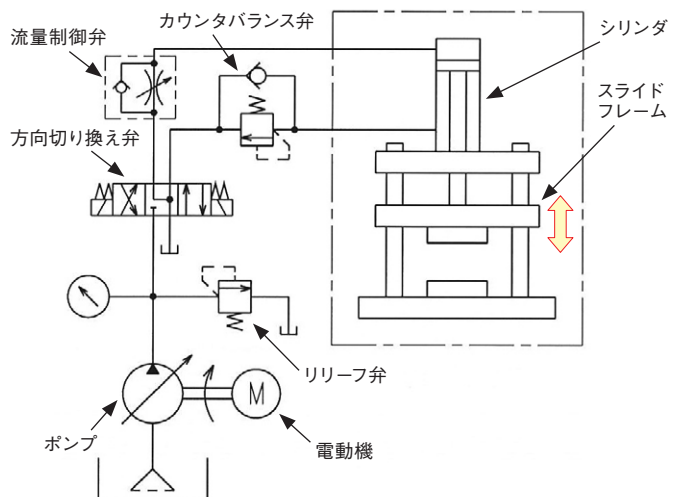 カウンタバランス弁
シリンダ
流量制御弁
スライド
フレーム
方向切り換え弁
リリーフ弁
M
ポンプ
電動機